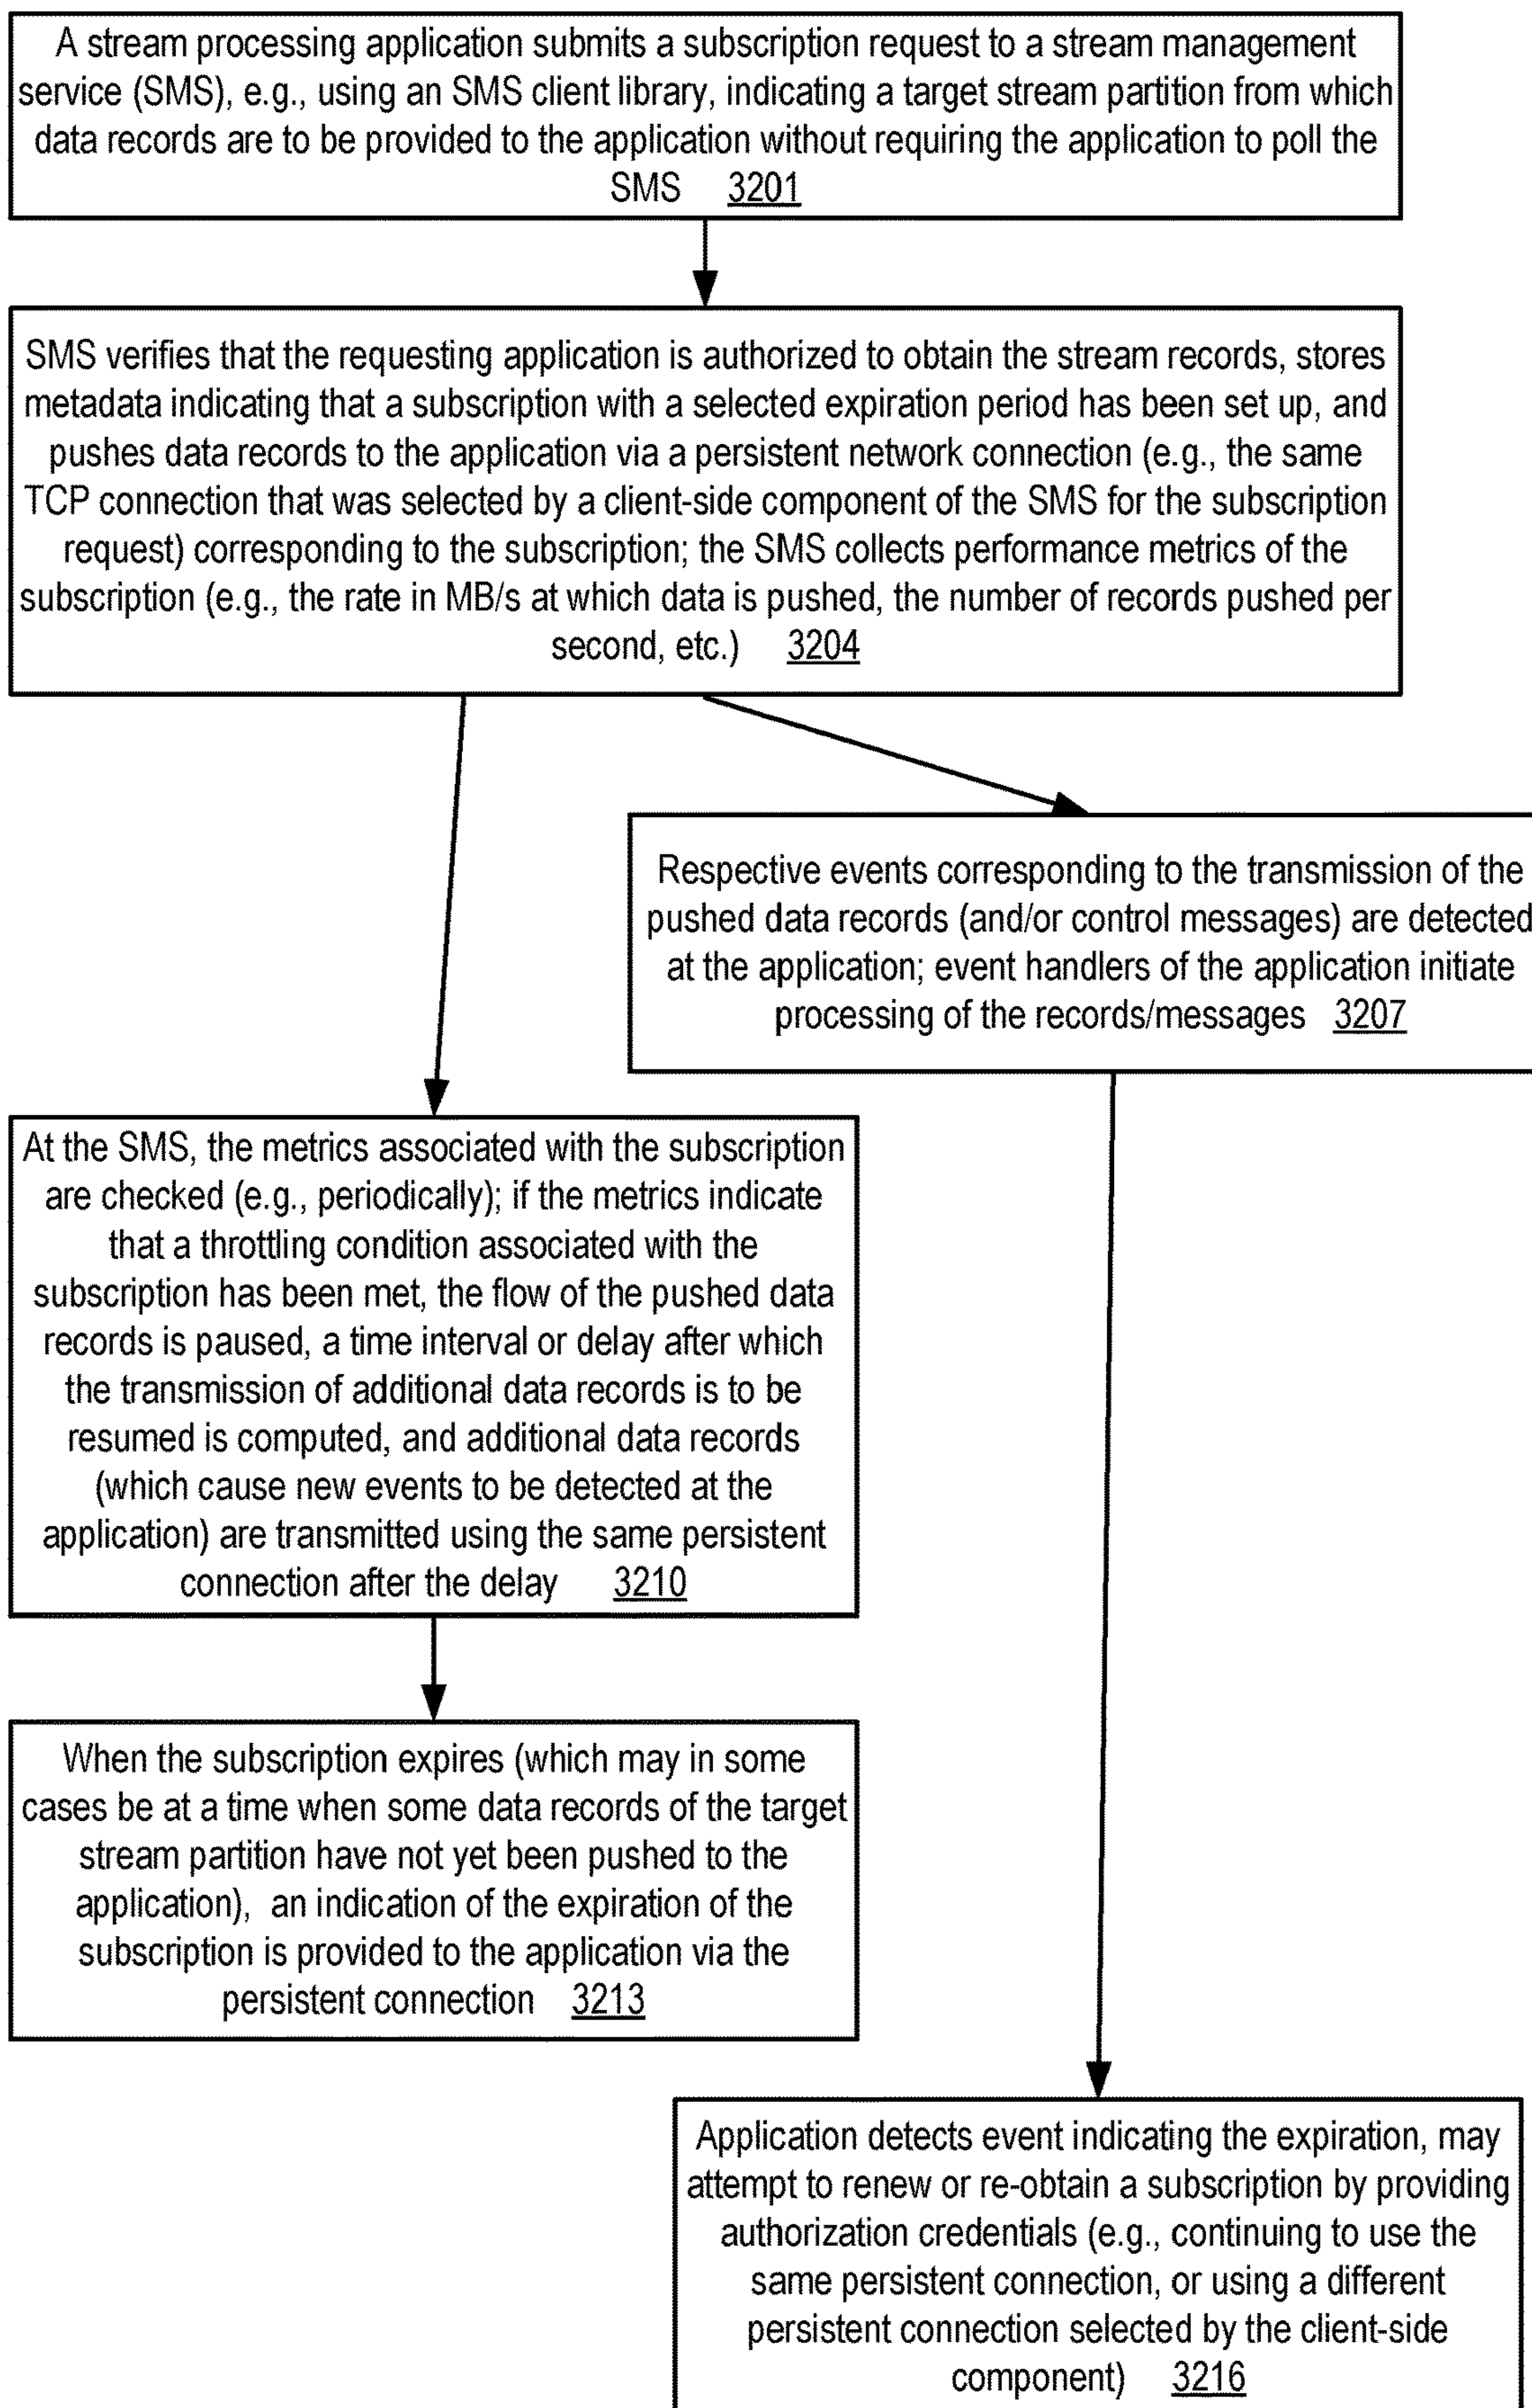 A stream processing application submits a subscription request to a stream management
service (SMS), e.g., using an SMS client library, indicating a target stream partition from which
data records are to be provided to the application without requiring the application to poll the
SMS 3201
SMS verifies that the requesting application is authorized to obtain the stream records, stores
metadata indicating that a subscription with a selected expiration period has been set up, and
pushes data records to the application via a persistent network connection (e.g., the same
TCP connection that was selected by a client-side component of the SMS for the subscription
request) corresponding to the subscription; the SMS collects performance metrics of the
subscription (e.g., the rate in MB/s at which data is pushed, the number of records pushed per
second, etc.) 3204
Respective events corresponding to the transmission of the
pushed data records (and/or control messages) are detected
at the application; event handlers of the application initiate
processing of the records/messages 3207
At the SMS, the metrics associated with the subscription
are checked (e.g., periodically); if the metrics indicate
that a throttling condition associated with the
subscription has been met, the flow of the pushed data
records is paused, a time interval or delay after which
the transmission of additional data records is to be
resumed is computed, and additional data records
(which cause new events to be detected at the
application) are transmitted using the same persistent
connection after the delay 3210
When the subscription expires (which may in some
cases be at a time when some data records of the target
stream partition have not yet been pushed to the
application), an indication of the expiration of the
subscription is provided to the application via the
persistent connection 3213
Application detects event indicating the expiration, may
attempt to renew or re-obtain a subscription by providing
authorization credentials (e.g., continuing to use the
same persistent connection, or using a different
persistent connection selected by the client-side
component) 3216